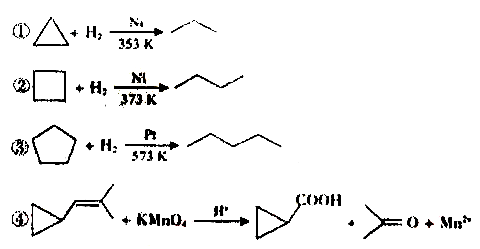 ① + H₂ Ni 353 K
② + H₂ Ni 373 K
③ + H₂ Pt 573 K
④ + KMnO₄ H⁺ COOH + O + Mn²⁺